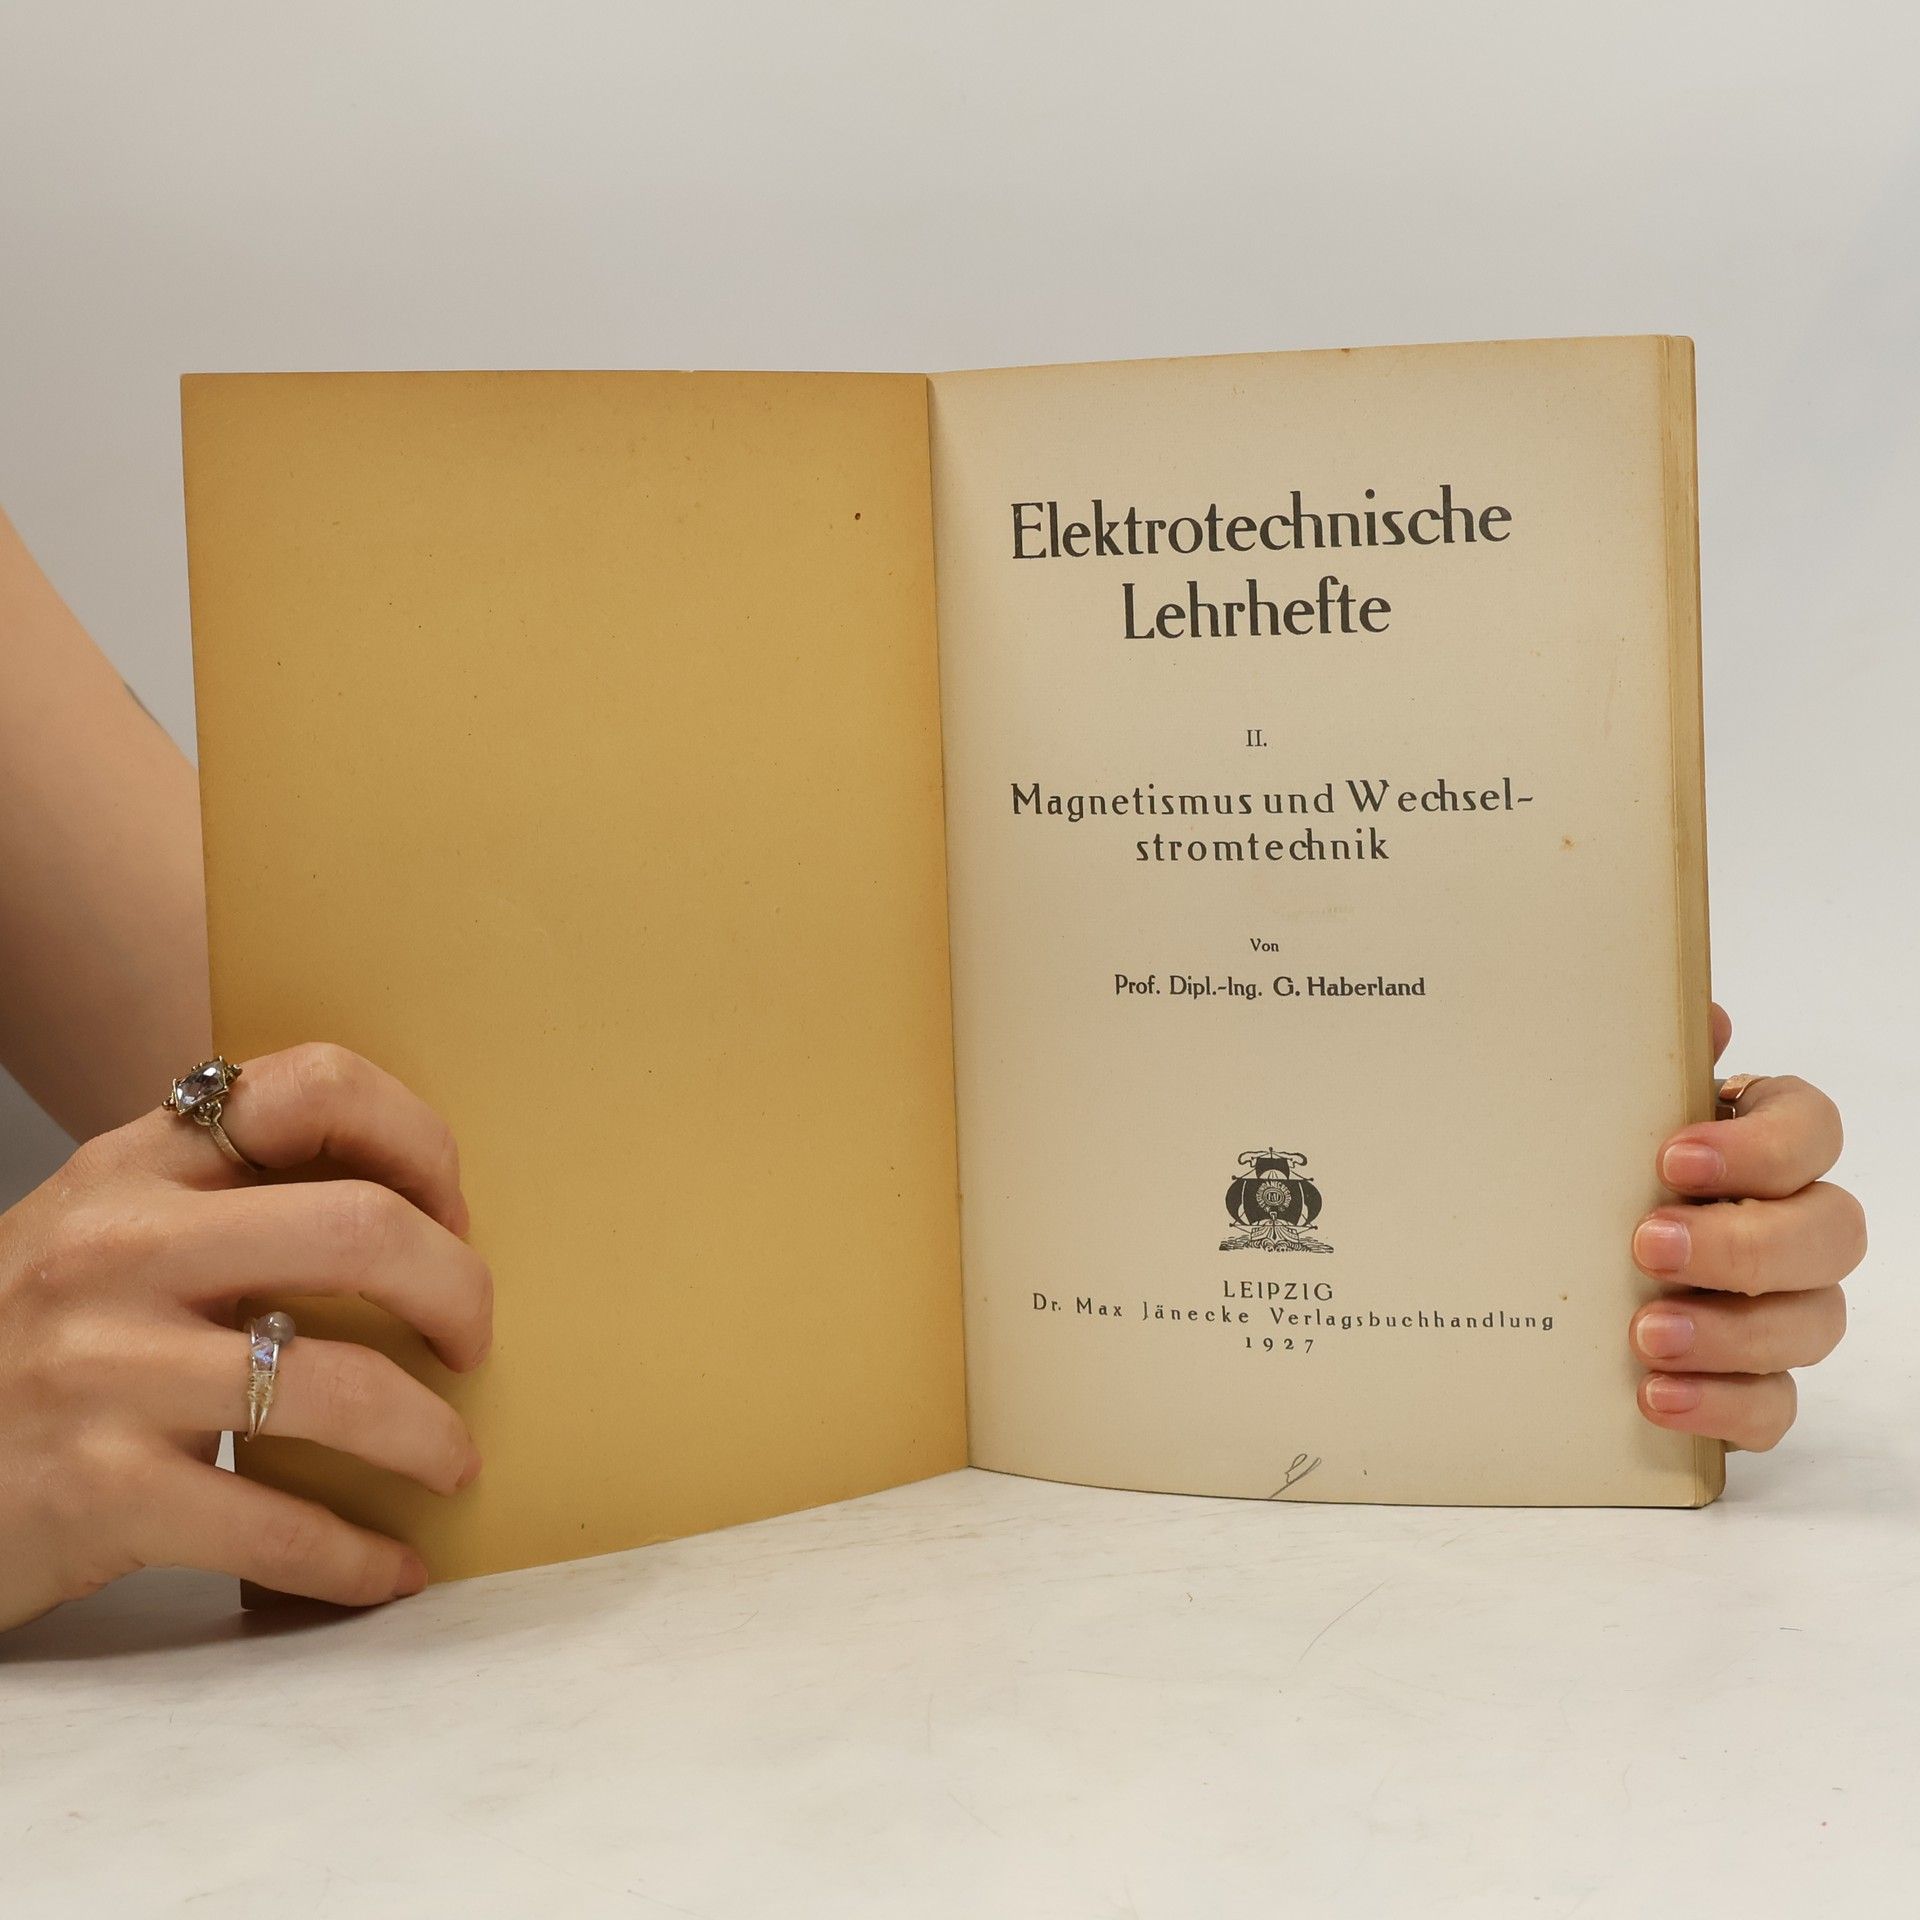 Elektrotechnische
Lehrhefte
II.
Magnetismus und Wechsel-
stromtechnik
Von
Prof. Dipl.-Ing. G. Haberland
LEIPZIG
Dr. Max Jänecke Verlagsbuchhandlung
1927